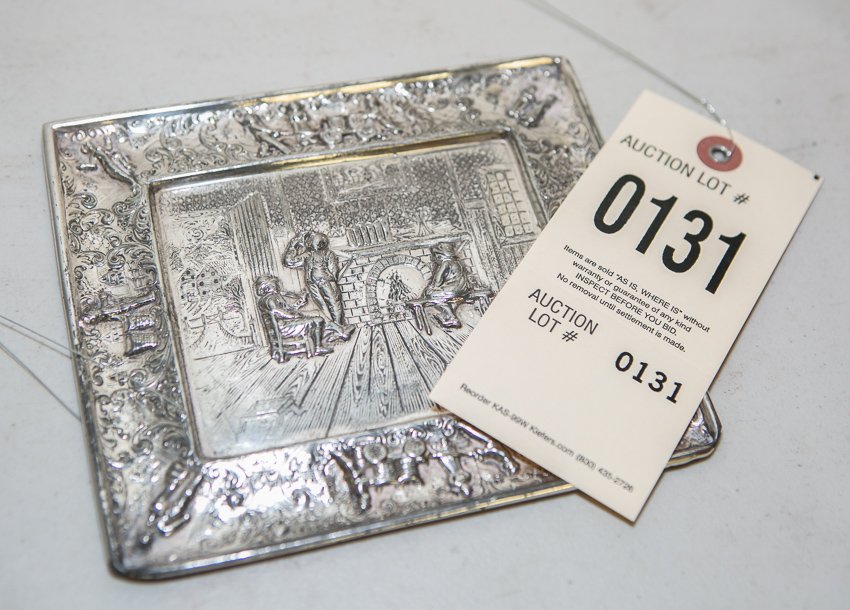 AUCTION LOT #
0131
Items are sold "AS IS, WHERE IS" without
warranty or guarantee of any kind
INSPECT BEFORE YOU BID.
No removal until settlement is made.
AUCTION
LOT #
0131
Reorder KAS-99W Kiefers.com (800) 435-2726